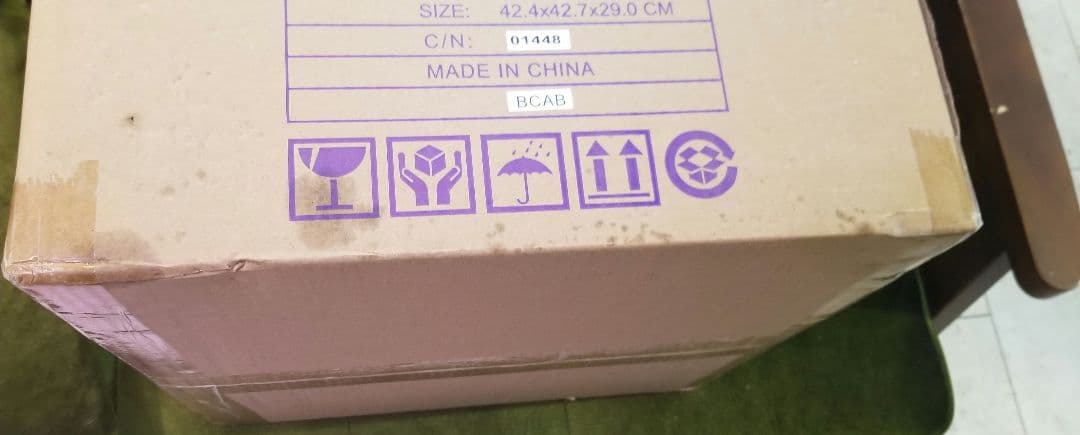 SIZE: 42.4x42.7x29.0 CM
C/N: 01448
MADE IN CHINA
BCAB